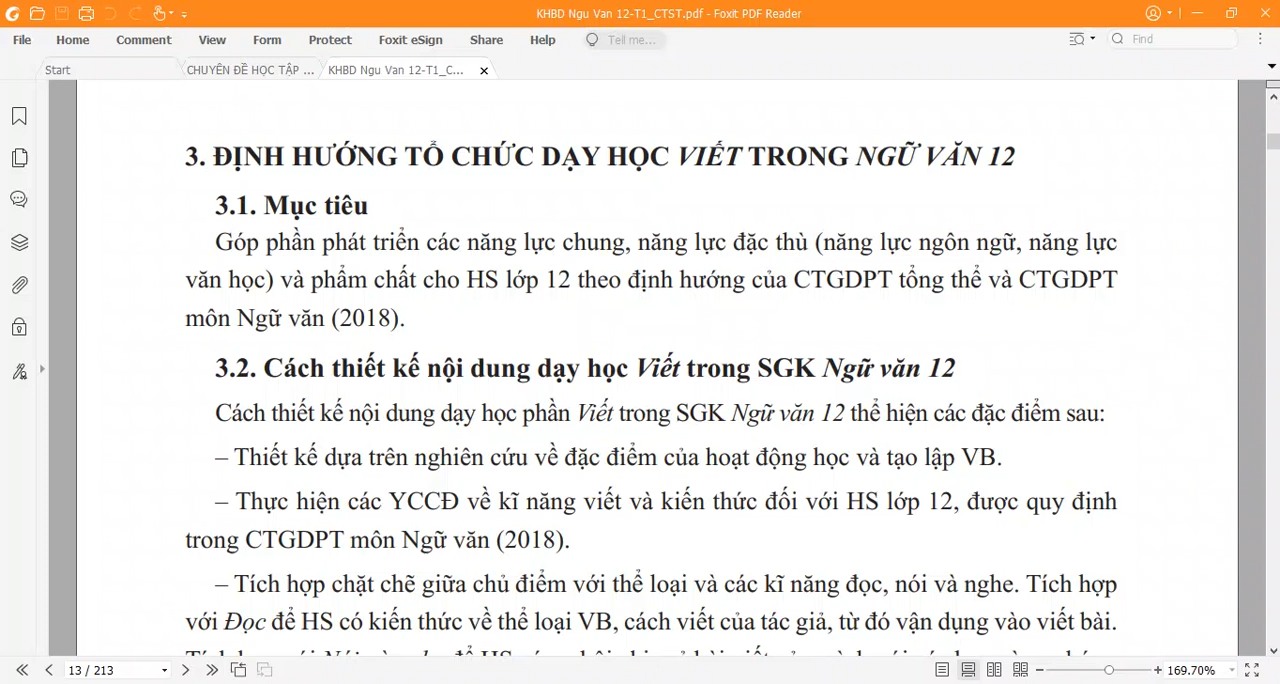 KHBD Ngu Van 12-T1_CTST.pdf - Foxit PDF Reader
File Home Comment View Form Protect Foxit eSign Share Help Tell me... Find
Start CHUYÊN ĐỀ HỌC TẬP ... KHBD Ngu Van 12-T1_C...
3. ĐỊNH HƯỚNG TỔ CHỨC DẠY HỌC VIẾT TRONG NGỮ VĂN 12
3.1. Mục tiêu
Góp phần phát triển các năng lực chung, năng lực đặc thù (năng lực ngôn ngữ, năng lực
văn học) và phẩm chất cho HS lớp 12 theo định hướng của CTGDPT tổng thể và CTGDPT
môn Ngữ văn (2018).
3.2. Cách thiết kế nội dung dạy học Viết trong SGK Ngữ văn 12
Cách thiết kế nội dung dạy học phần Viết trong SGK Ngữ văn 12 thể hiện các đặc điểm sau:
– Thiết kế dựa trên nghiên cứu về đặc điểm của hoạt động học và tạo lập VB.
– Thực hiện các YCCĐ về kĩ năng viết và kiến thức đối với HS lớp 12, được quy định
trong CTGDPT môn Ngữ văn (2018).
– Tích hợp chặt chẽ giữa chủ điểm với thể loại và các kĩ năng đọc, nói và nghe. Tích hợp
với Đọc để HS có kiến thức về thể loại VB, cách viết của tác giả, từ đó vận dụng vào viết bài.
13 / 213 169.70%